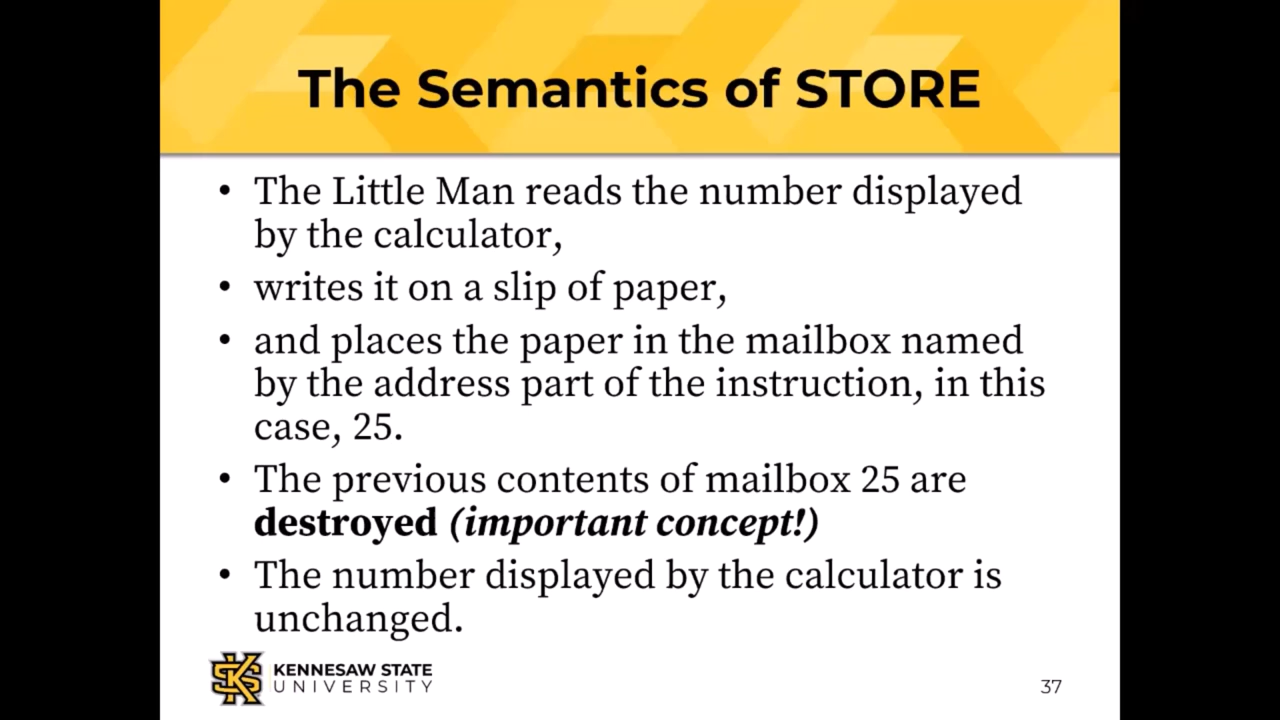 The Semantics of STORE
• The Little Man reads the number displayed
by the calculator,
• writes it on a slip of paper,
• and places the paper in the mailbox named
by the address part of the instruction, in this
case, 25.
• The previous contents of mailbox 25 are
destroyed (important concept!)
• The number displayed by the calculator is
unchanged.
KS
KENNESAW STATE
UNIVERSITY
37